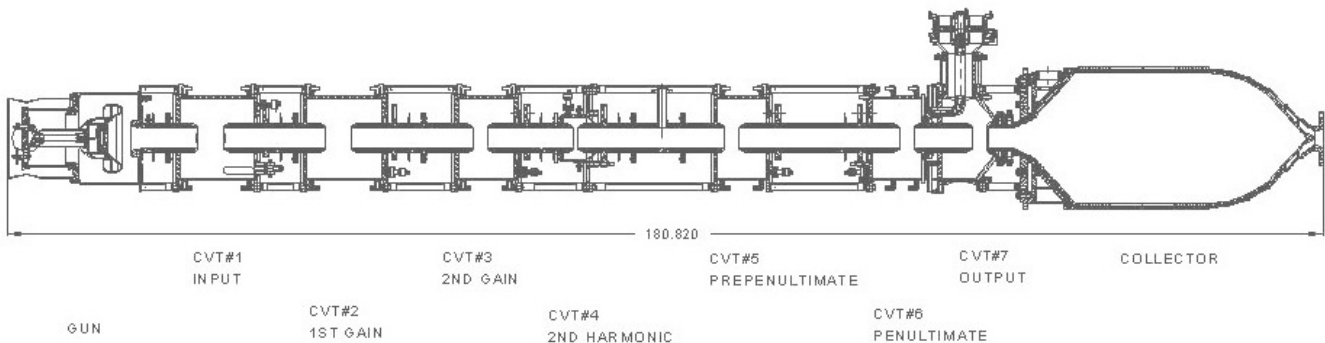 180.820
CVT#1
INPUT
CVT#3
2ND GAIN
CVT#5
PREPENULTIMATE
CVT#7
OUTPUT
COLLECTOR
GUN
CVT#2
1ST GAIN
CVT#4
2ND HARMONIC
CVT#6
PENULTIMATE